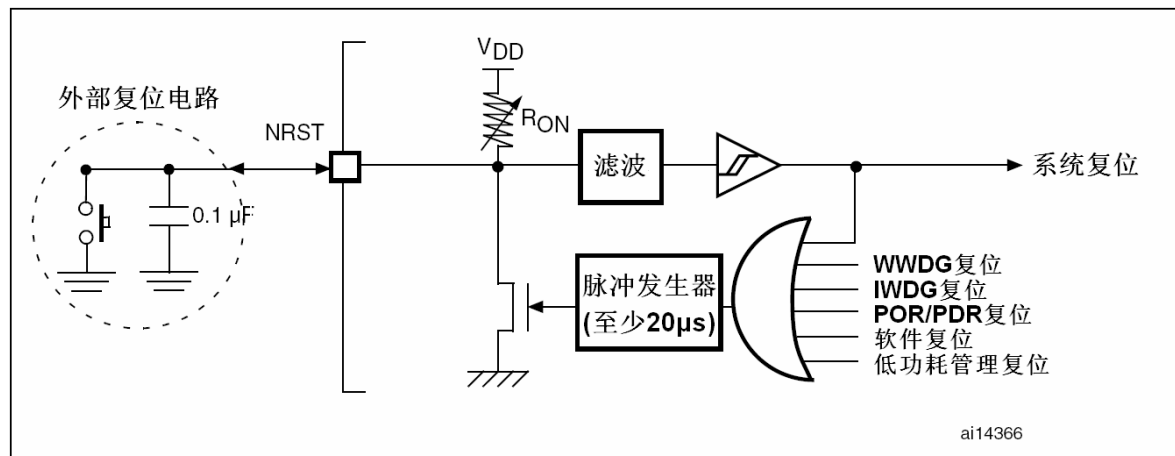 VDD
外部复位电路
NRST
RON
滤波
系统复位
0.1 µF
脉冲发生器
(至少20µs)
WWDG复位
IWDG复位
POR/PDR复位
软件复位
低功耗管理复位
ai14366